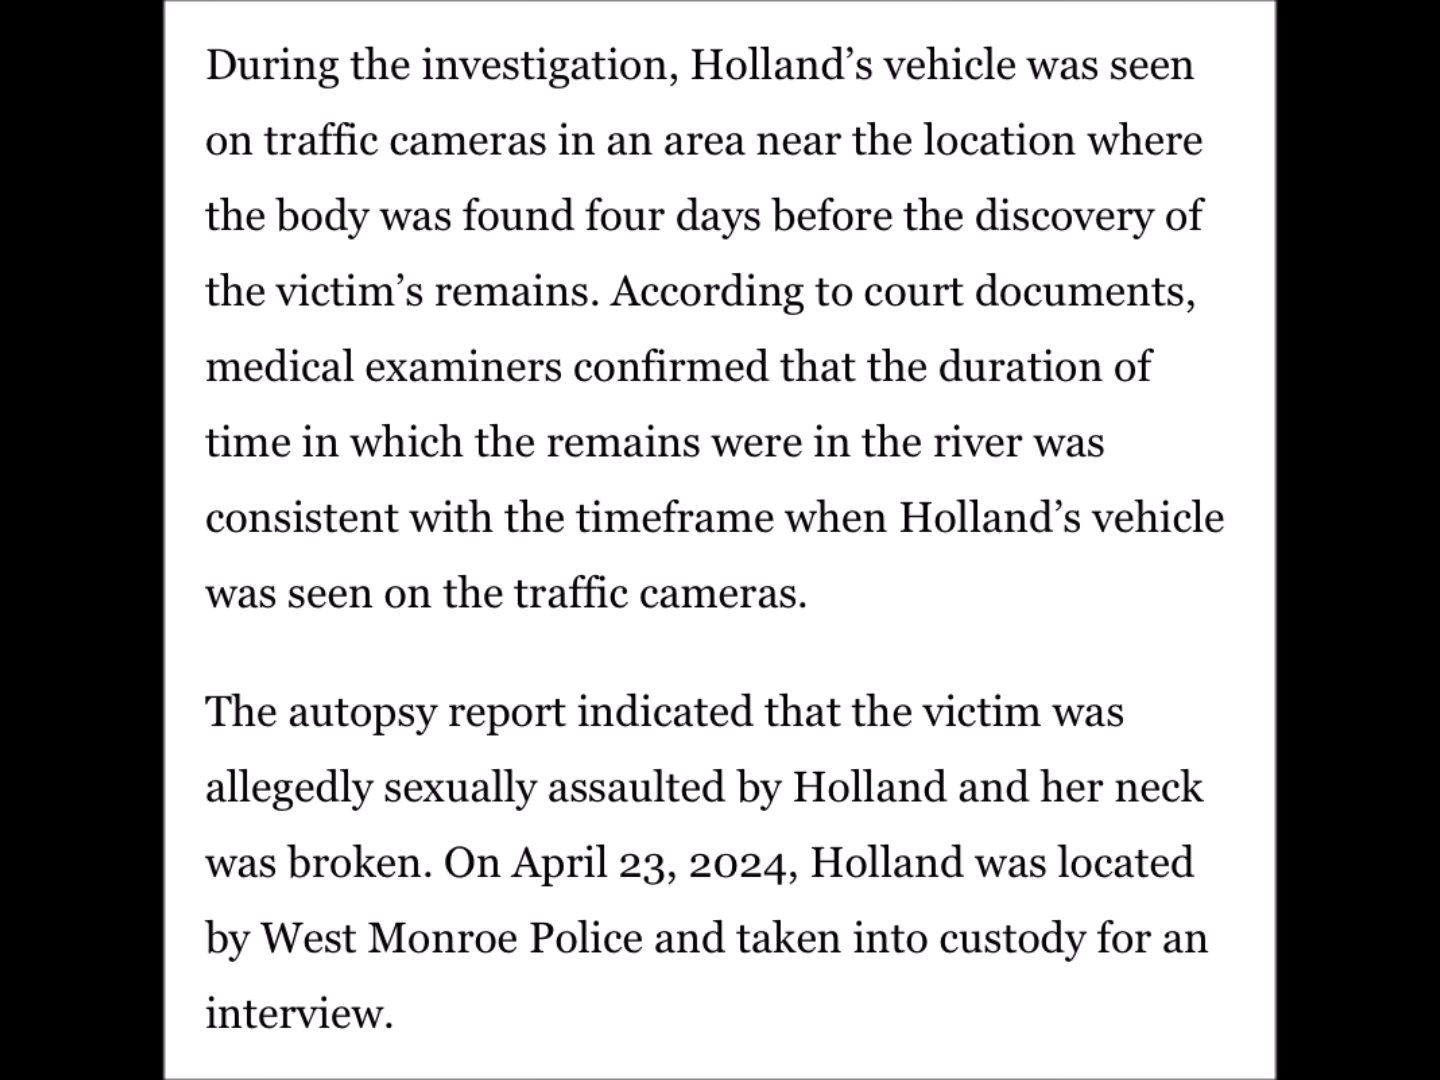 During the investigation, Holland’s vehicle was seen
on traffic cameras in an area near the location where
the body was found four days before the discovery of
the victim’s remains. According to court documents,
medical examiners confirmed that the duration of
time in which the remains were in the river was
consistent with the timeframe when Holland’s vehicle
was seen on the traffic cameras.
The autopsy report indicated that the victim was
allegedly sexually assaulted by Holland and her neck
was broken. On April 23, 2024, Holland was located
by West Monroe Police and taken into custody for an
interview.